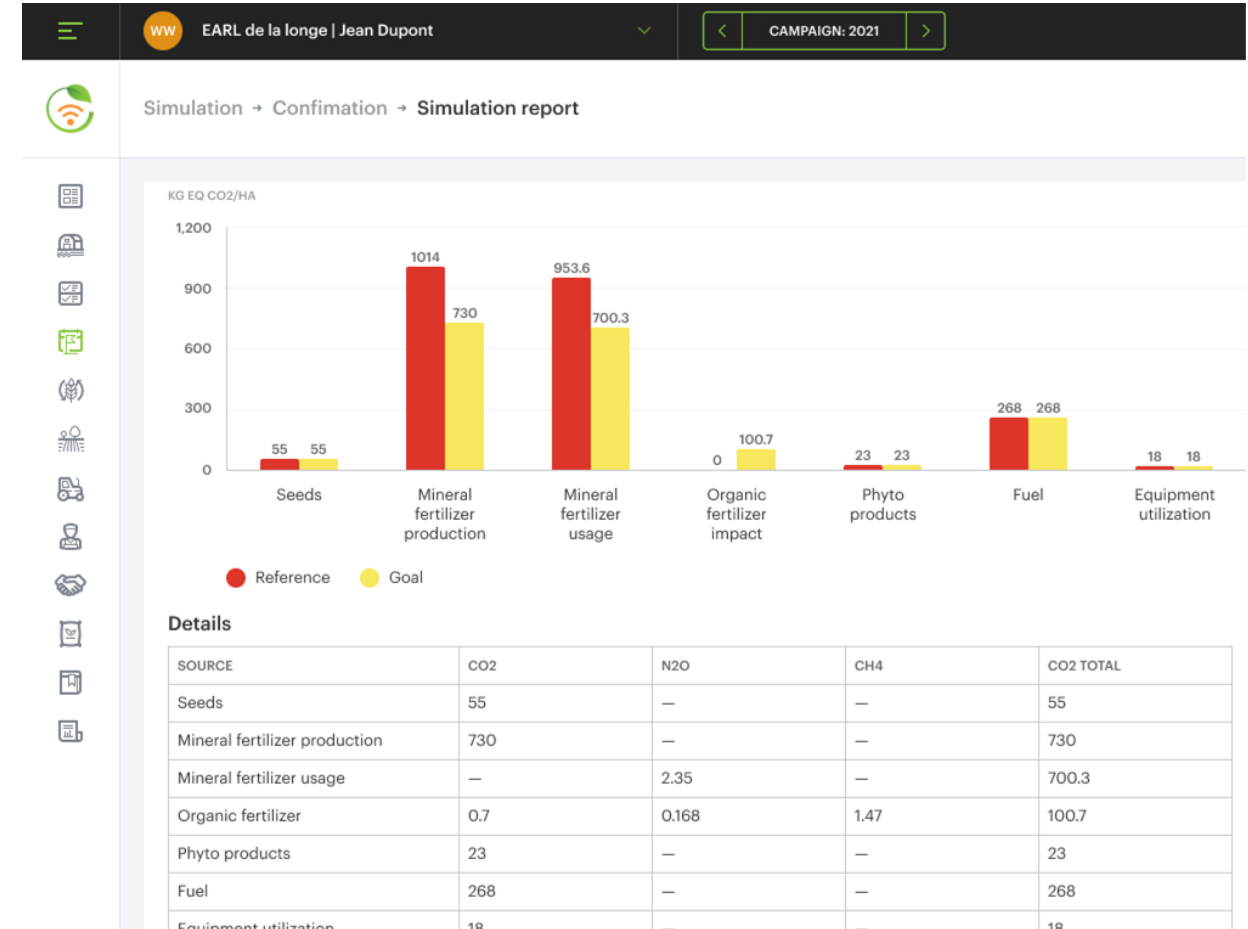 WW EARL de la longe | Jean Dupont CAMPAIGN: 2021
Simulation → Confimation → Simulation report
KG EQ CO2/HA
1,200
900
600
300
0
1014
730
953.6
700.3
55 55
0
100.7
23 23
268 268
18 18
Seeds
Mineral
fertilizer
production
Mineral
fertilizer
usage
Organic
fertilizer
impact
Phyto
products
Fuel
Equipment
utilization
Reference Goal
Details
SOURCE CO2 N2O CH4 CO2 TOTAL
Seeds 55 — — 55
Mineral fertilizer production 730 — — 730
Mineral fertilizer usage — 2.35 — 700.3
Organic fertilizer 0.7 0.168 1.47 100.7
Phyto products 23 — — 23
Fuel 268 — — 268
Equipment utilization 18 — — 18